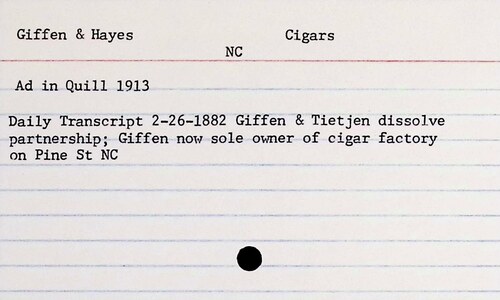 Giffen & Hayes Cigars
NC
Ad in Quill 1913
Daily Transcript 2-26-1882 Giffen & Tietjen dissolve
partnership; Giffen now sole owner of cigar factory
on Pine St NC